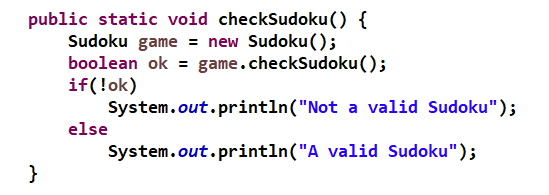 public static void checkSudoku() {
    Sudoku game = new Sudoku();
    boolean ok = game.checkSudoku();
    if(!ok)
        System.out.println("Not a valid Sudoku");
    else
        System.out.println("A valid Sudoku");
}